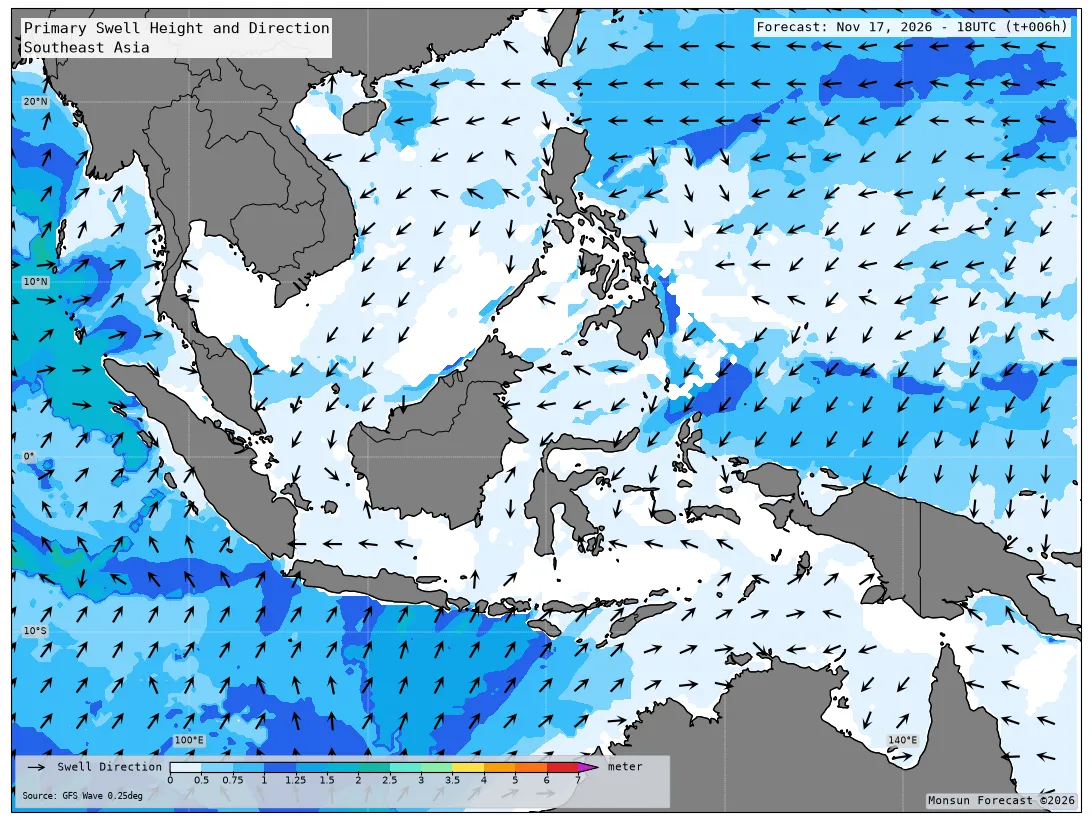 Primary Swell Height and Direction
Southeast Asia
Forecast: Nov 17, 2026 - 18UTC (t+006h)
20°N
10°N
0°
10°S
100°E
140°E
Swell Direction
0 0.5 0.75 1 1.25 1.5 2 2.5 3 3.5 4 5 6 7
meter
Source: GFS Wave 0.25deg
Monsun Forecast ©2026